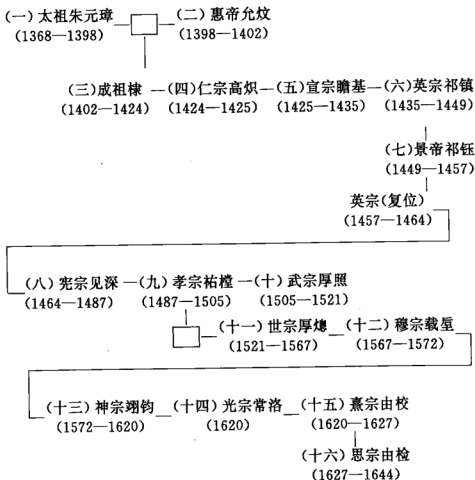 (一)太祖朱元璋 (二)惠帝允炆
(1368—1398) (1398—1402)
(三)成祖棣 (四)仁宗高炽 (五)宣宗瞻基 (六)英宗祁镇
(1402—1424) (1424—1425) (1425—1435) (1435—1449)
(七)景帝祁钰
(1449—1457)
英宗(复位)
(1457—1464)
(八)宪宗见深 (九)孝宗祐樘 (十)武宗厚照
(1464—1487) (1487—1505) (1505—1521)
(十一)世宗厚熜 (十二)穆宗载垕
(1521—1567) (1567—1572)
(十三)神宗翊钧 (十四)光宗常洛 (十五)熹宗由校
(1572—1620) (1620) (1620—1627)
(十六)思宗由检
(1627—1644)